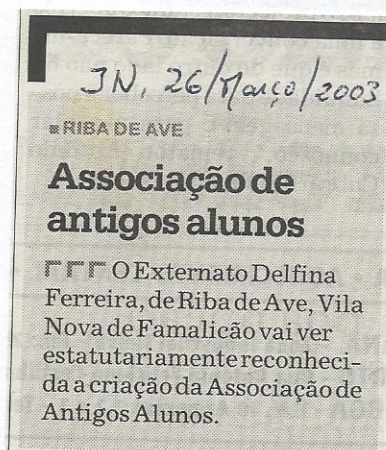 JN, 26/Março/2003
RIBA DE AVE
Associação de
antigos alunos
O Externato Delfina
Ferreira, de Riba de Ave, Vila
Nova de Famalicão vai ver
estatutariamente reconheci-
da a criação da Associação de
Antigos Alunos.